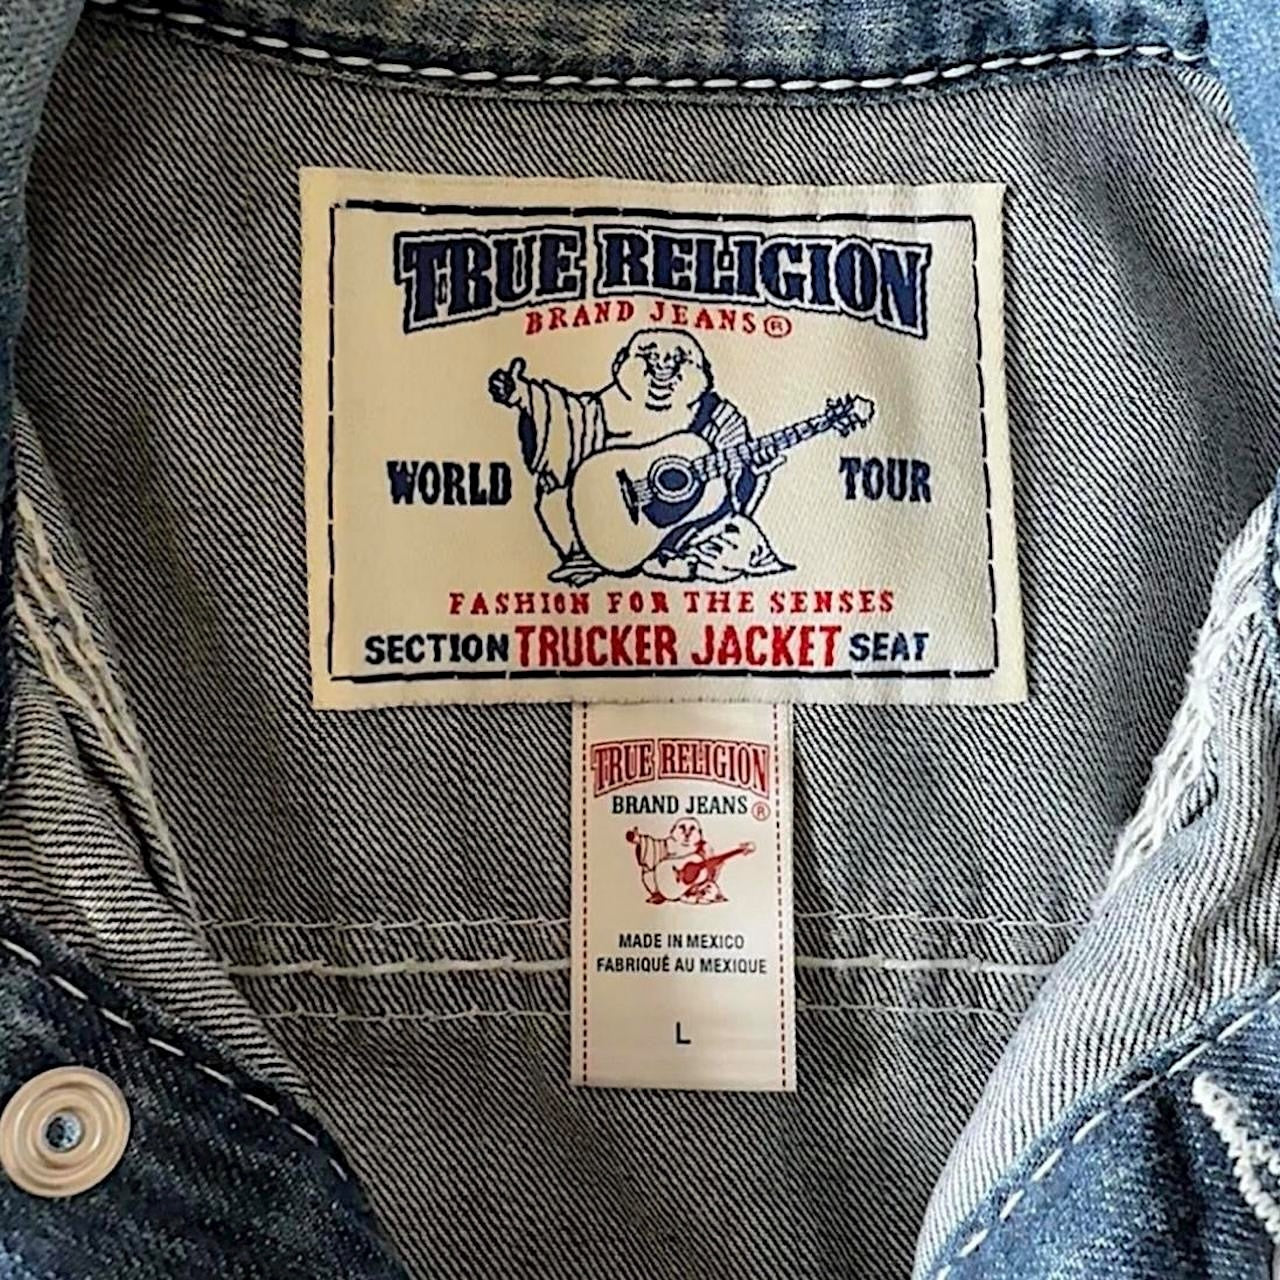 TRUE RELIGION
BRAND JEANS®
WORLD TOUR
FASHION FOR THE SENSES
SECTION TRUCKER JACKET SEAT
TRUE RELIGION
BRAND JEANS®
MADE IN MEXICO
FABRIQUÉ AU MEXIQUE
L